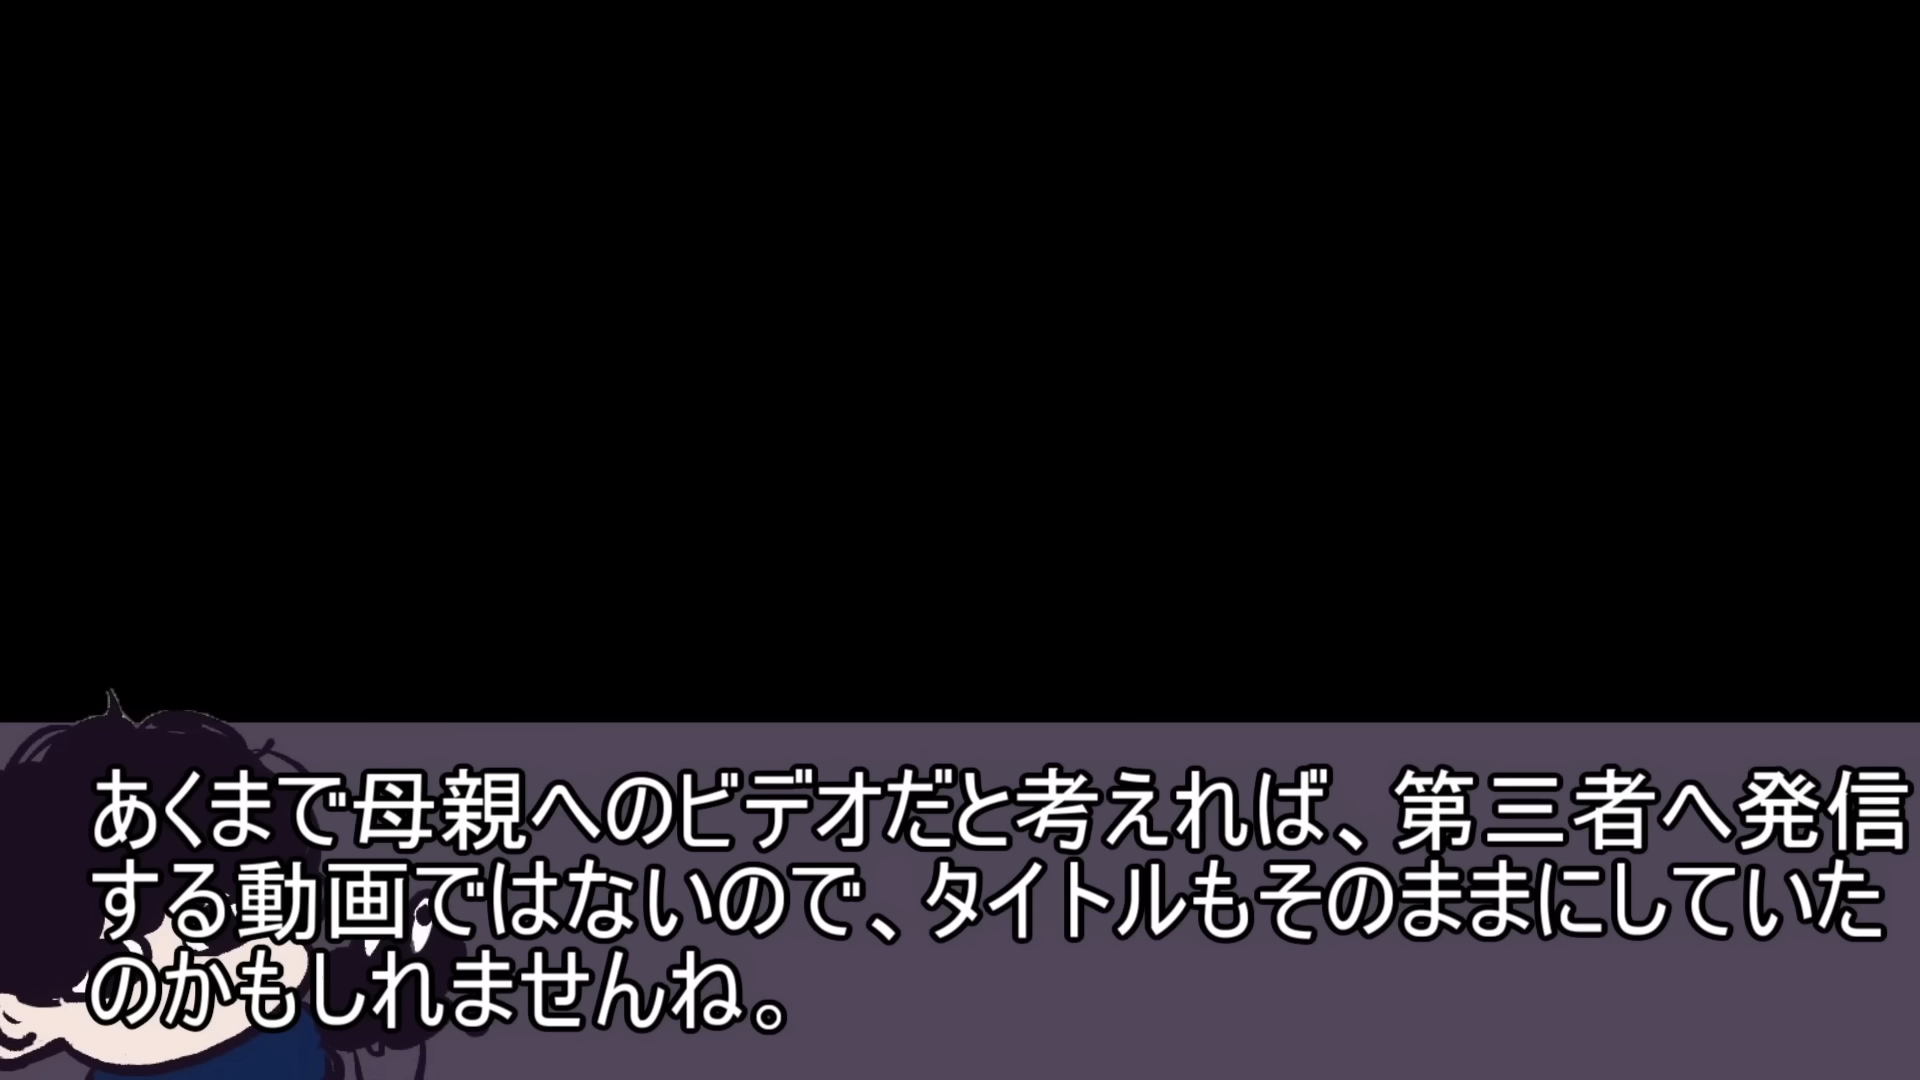 あくまで母親へのビデオだと考えれば、第三者へ発信
する動画ではないので、タイトルもそのままにしていた
のかもしれませんね。